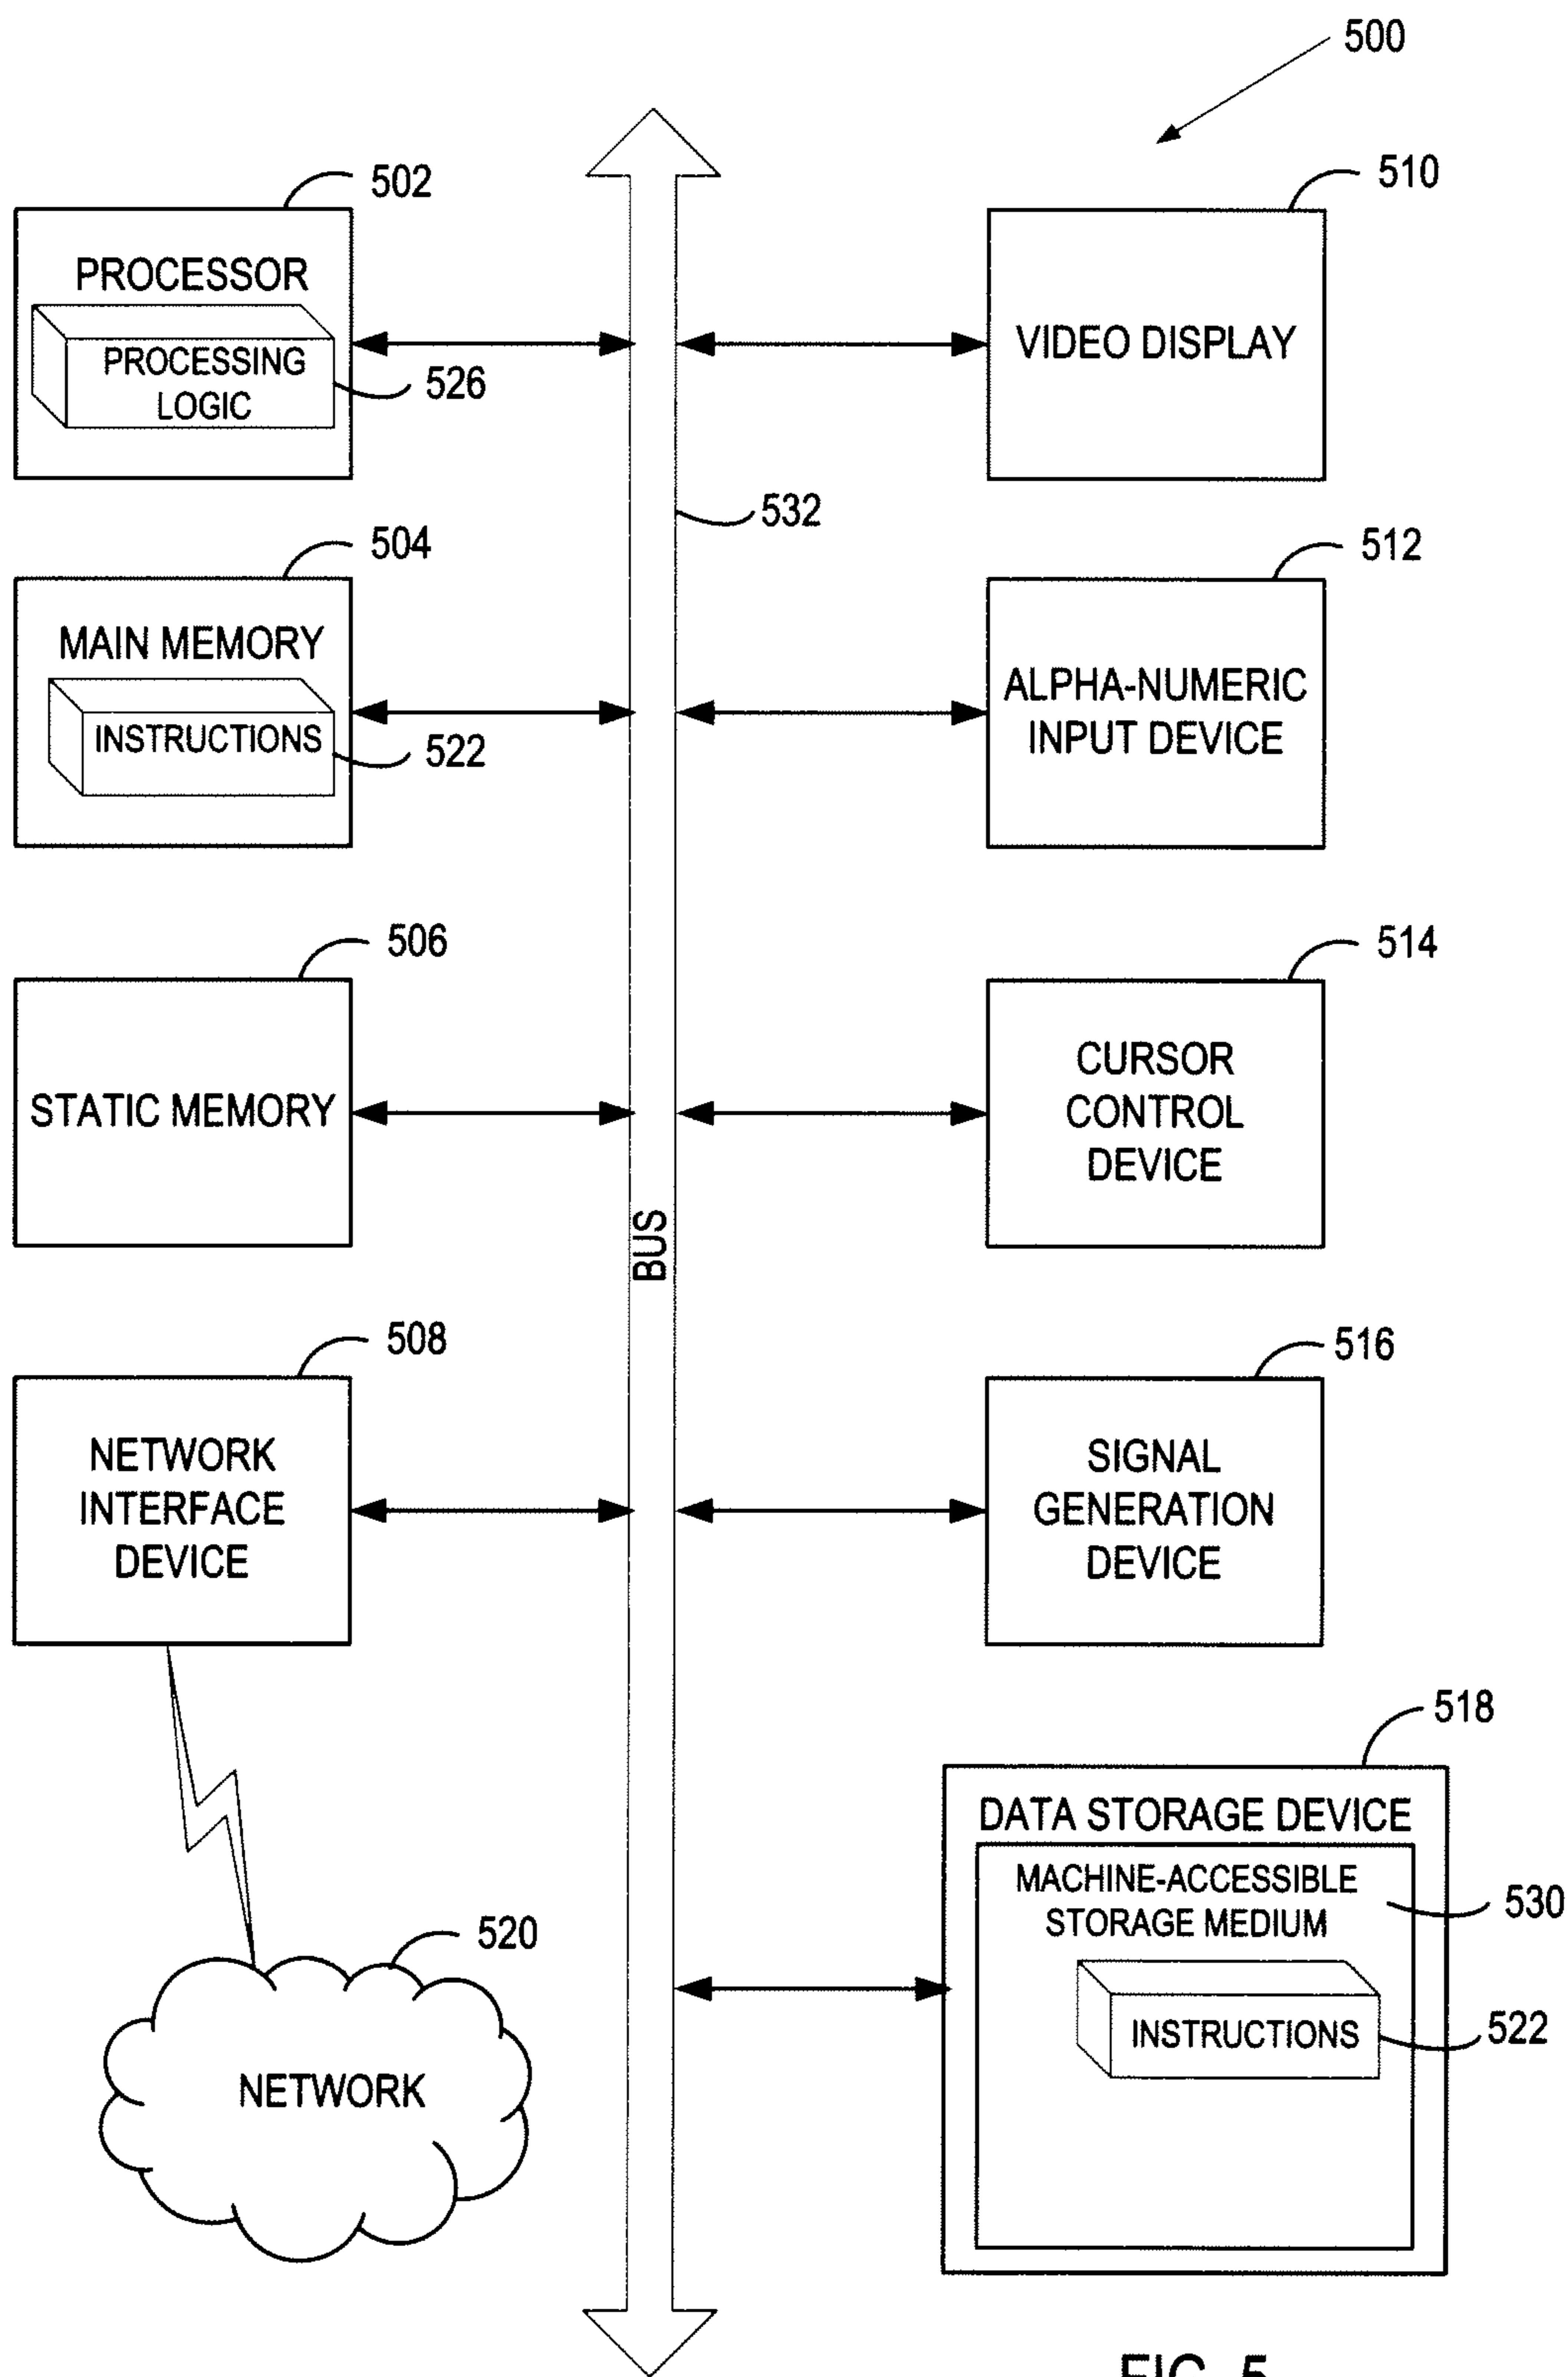 500
502
PROCESSOR
PROCESSING
LOGIC
526
510
VIDEO DISPLAY
532
504
MAIN MEMORY
INSTRUCTIONS
522
512
ALPHA-NUMERIC
INPUT DEVICE
506
STATIC MEMORY
514
CURSOR
CONTROL
DEVICE
BUS
508
NETWORK
INTERFACE
DEVICE
516
SIGNAL
GENERATION
DEVICE
518
DATA STORAGE DEVICE
MACHINE-ACCESSIBLE
STORAGE MEDIUM
530
INSTRUCTIONS
522
520
NETWORK
FIG. 5